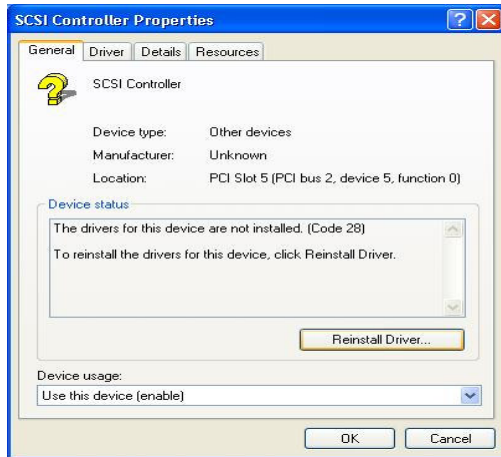 SCSI Controller Properties
General Driver Details Resources
SCSI Controller
Device type: Other devices
Manufacturer: Unknown
Location: PCI Slot 5 (PCI bus 2, device 5, function 0)
Device status
The drivers for this device are not installed. (Code 28)
To reinstall the drivers for this device, click Reinstall Driver.
Reinstall Driver...
Device usage:
Use this device (enable)
OK Cancel